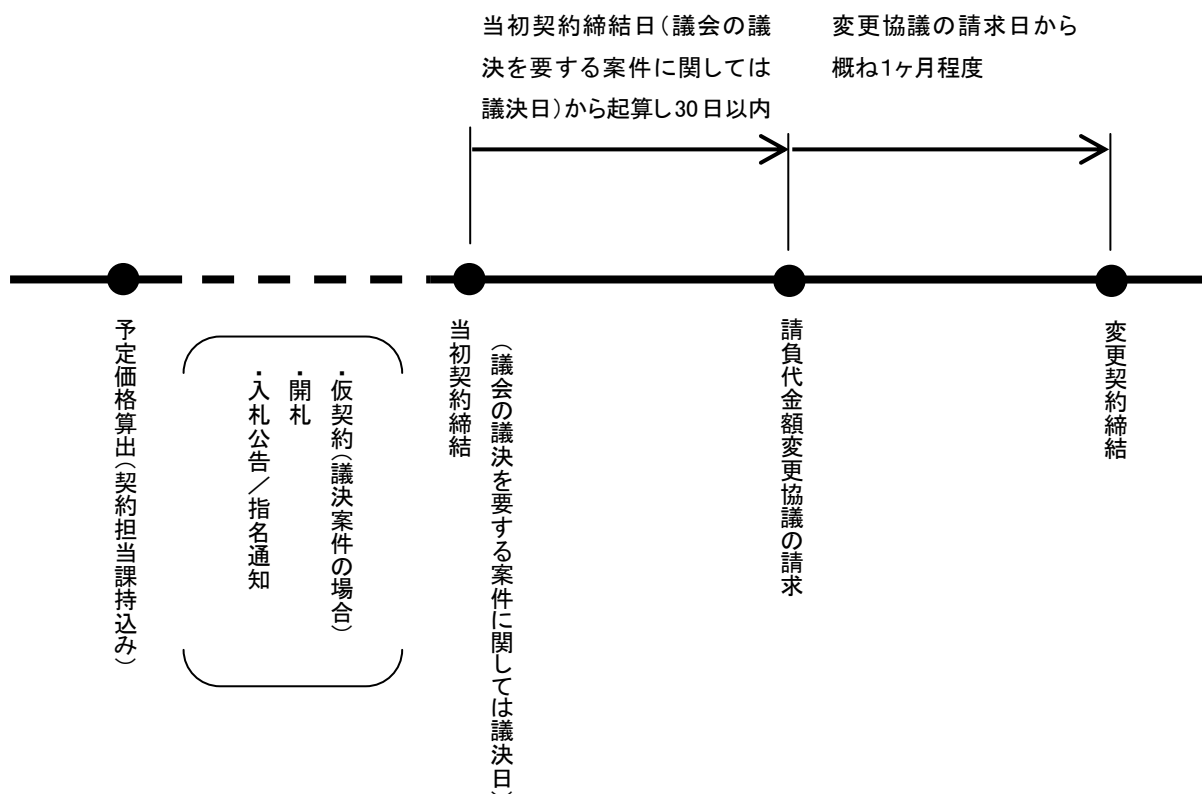 当初契約締結日（議会の議
決を要する案件に関しては
議決日）から起算し30日以内
変更協議の請求日から
概ね1ヶ月程度
予定価格算出（契約担当課持込み）
・入札公告／指名通知
・開札
・仮契約（議決案件の場合）
当初契約締結
（議会の議決を要する案件に関しては議決日）
請負代金額変更協議の請求
変更契約締結